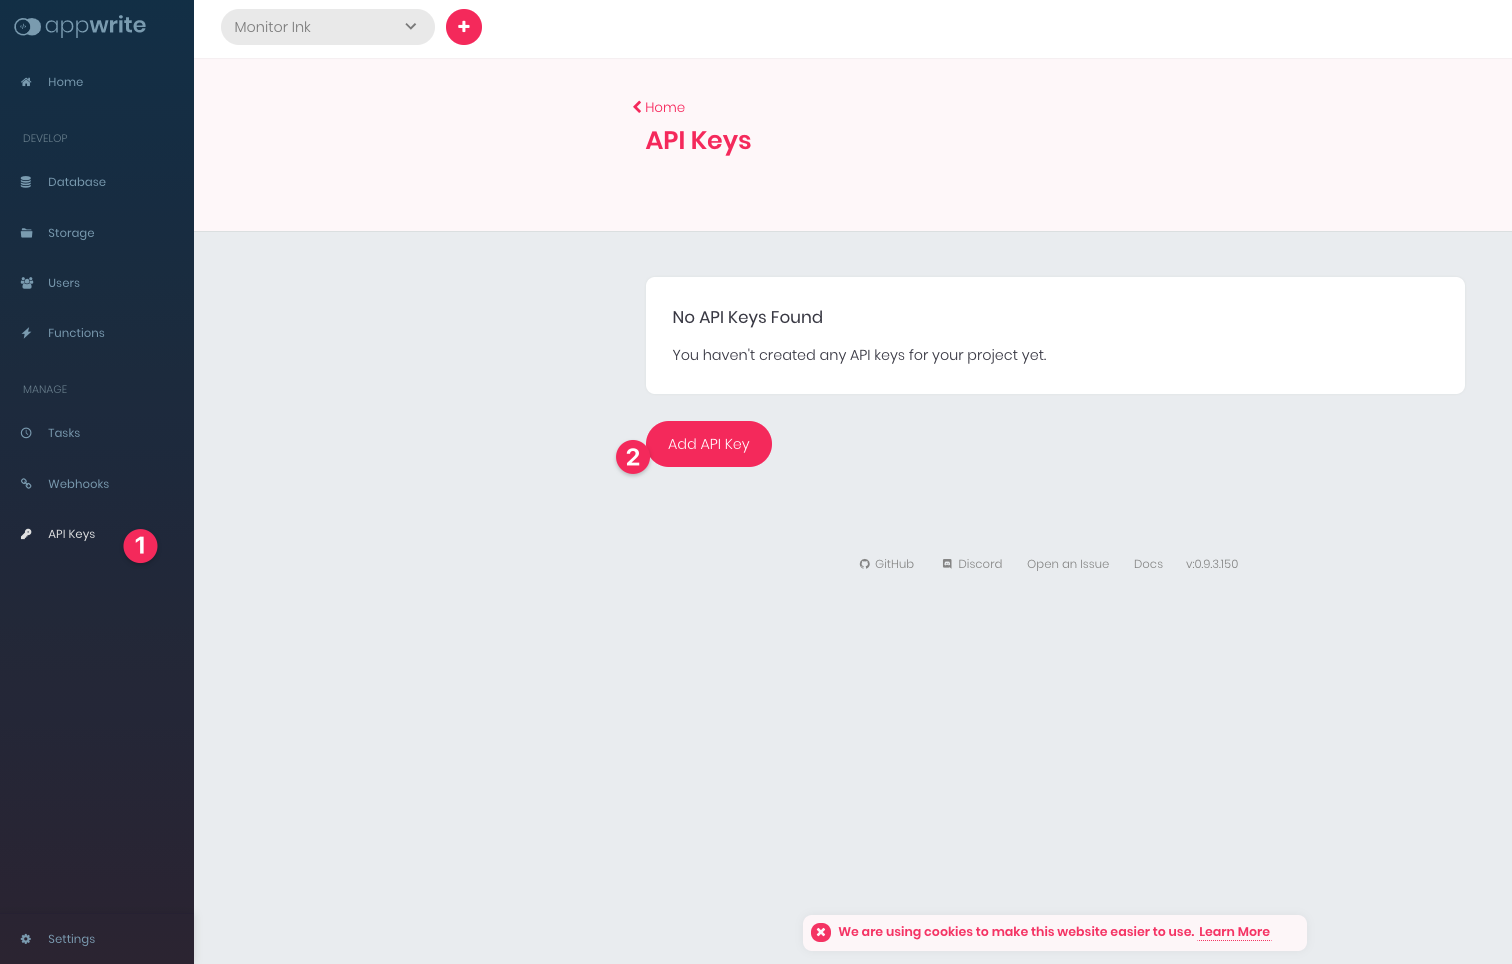 appwrite
Monitor Ink
Home
DEVELOP
Database
Storage
Users
Functions
MANAGE
Tasks
Webhooks
API Keys
1
Settings
Home
API Keys
No API Keys Found
You haven't created any API keys for your project yet.
Add API Key
2
GitHub Discord Open an Issue Docs v:0.9.3.150
We are using cookies to make this website easier to use. Learn More